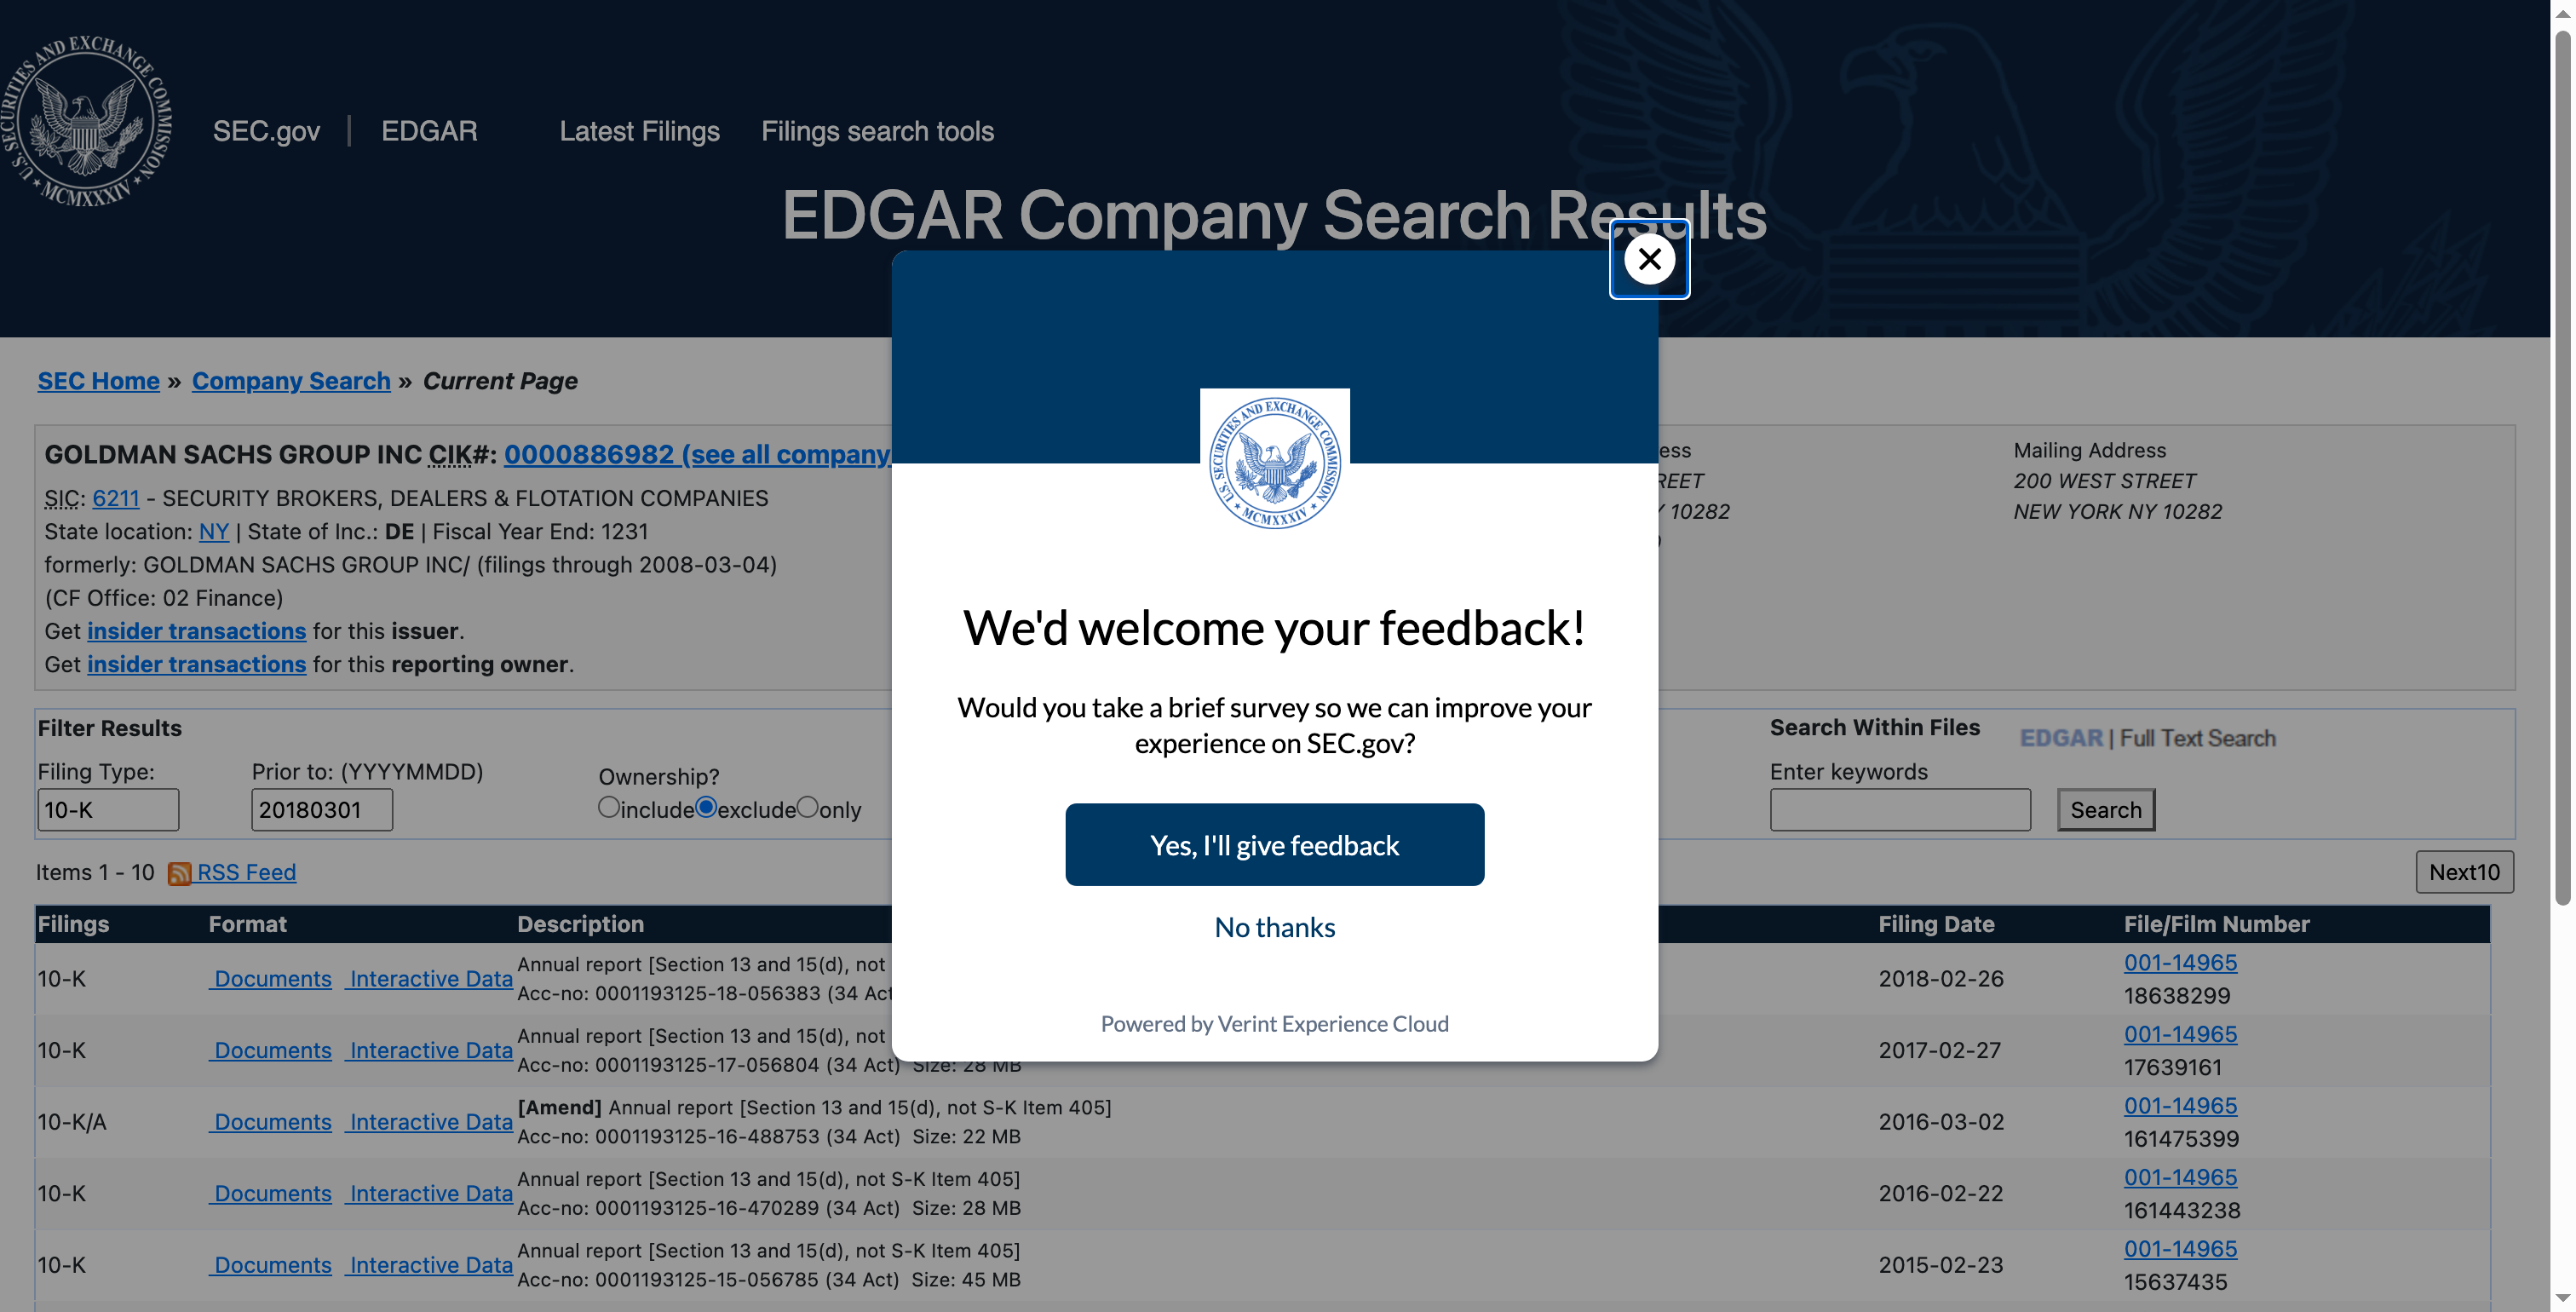 SEC.gov | EDGAR Latest Filings Filings search tools
EDGAR Company Search Results
SEC Home » Company Search » Current Page
GOLDMAN SACHS GROUP INC CIK#: 0000886982 (see all company
SIC: 6211 - SECURITY BROKERS, DEALERS & FLOTATION COMPANIES
State location: NY | State of Inc.: DE | Fiscal Year End: 1231
formerly: GOLDMAN SACHS GROUP INC/ (filings through 2008-03-04)
(CF Office: 02 Finance)
Get insider transactions for this issuer.
Get insider transactions for this reporting owner.
10282
Mailing Address
200 WEST STREET
NEW YORK NY 10282
U.S. SECURITIES AND EXCHANGE COMMISSION
MCMXXXIV
We'd welcome your feedback!
Would you take a brief survey so we can improve your
experience on SEC.gov?
Yes, I'll give feedback
No thanks
Powered by Verint Experience Cloud
Filter Results
Filing Type:
10-K
Prior to: (YYYYMMDD)
20180301
Ownership?
include exclude only
Search Within Files EDGAR | Full Text Search
Enter keywords
Search
Items 1 - 10 RSS Feed
Next10
Filings Format Description Filing Date File/Film Number
10-K Documents Interactive Data Annual report [Section 13 and 15(d), not 2018-02-26 001-14965
Acc-no: 0001193125-18-056383 (34 Act 18638299
10-K Documents Interactive Data Annual report [Section 13 and 15(d), not 2017-02-27 001-14965
Acc-no: 0001193125-17-056804 (34 Act) Size: 28 MB 17639161
10-K/A Documents Interactive Data [Amend] Annual report [Section 13 and 15(d), not S-K Item 405] 2016-03-02 001-14965
Acc-no: 0001193125-16-488753 (34 Act) Size: 22 MB 161475399
10-K Documents Interactive Data Annual report [Section 13 and 15(d), not S-K Item 405] 2016-02-22 001-14965
Acc-no: 0001193125-16-470289 (34 Act) Size: 28 MB 161443238
10-K Documents Interactive Data Annual report [Section 13 and 15(d), not S-K Item 405] 2015-02-23 001-14965
Acc-no: 0001193125-15-056785 (34 Act) Size: 45 MB 15637435